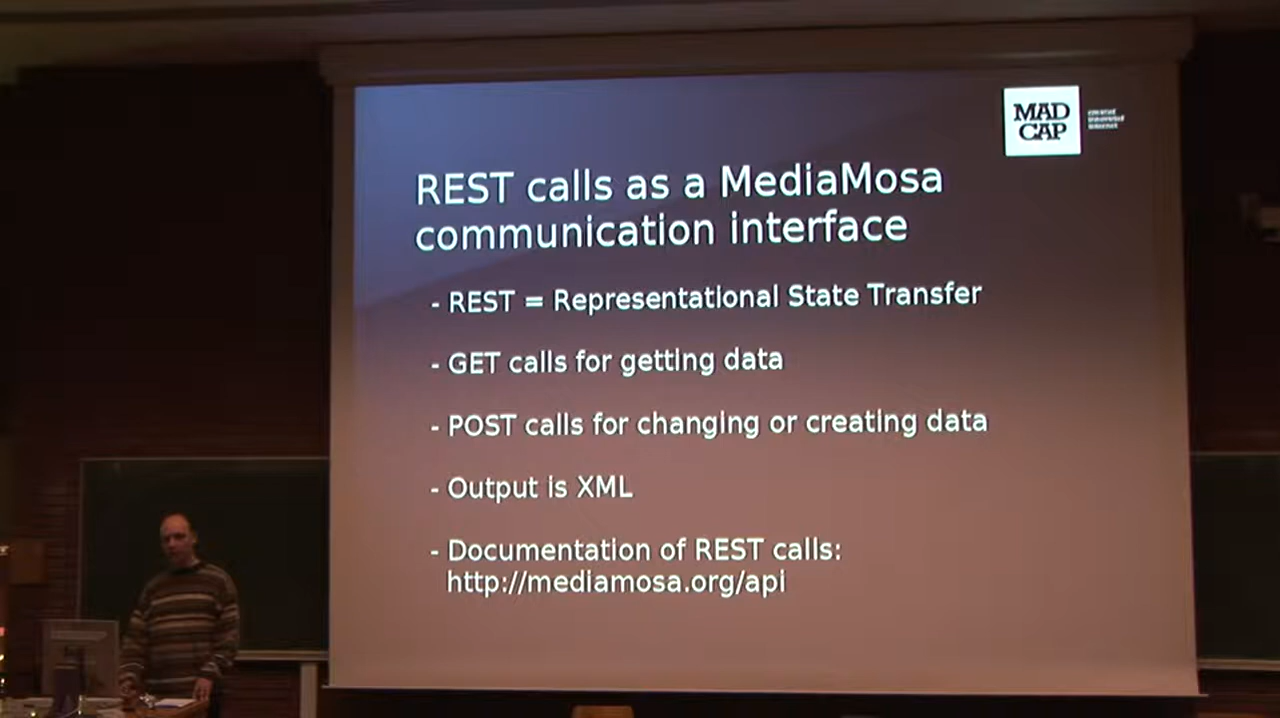 MAD
CAP
REST calls as a MediaMosa
communication interface
- REST = Representational State Transfer
- GET calls for getting data
- POST calls for changing or creating data
- Output is XML
- Documentation of REST calls:
http://mediamosa.org/api